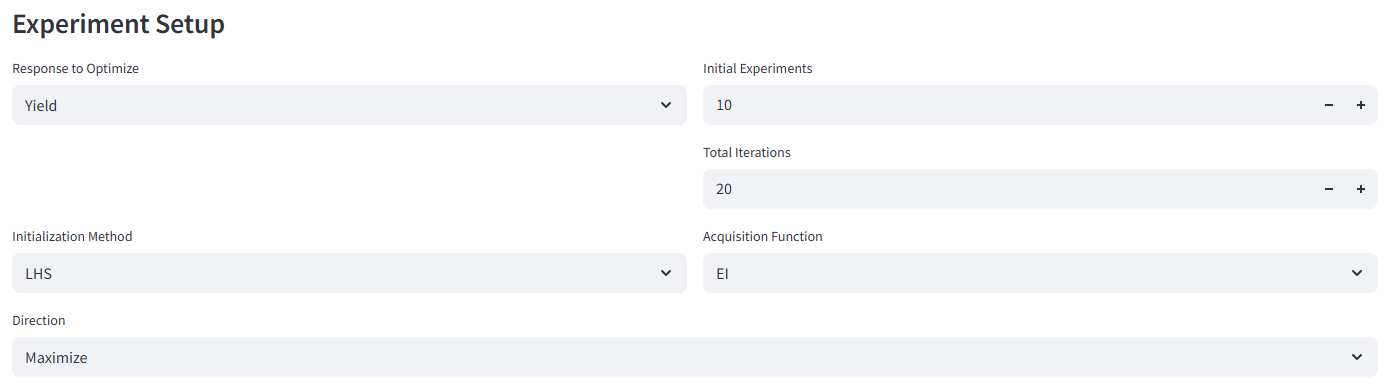 Experiment Setup
Response to Optimize
Yield
Initial Experiments
10
Total Iterations
20
Initialization Method
LHS
Acquisition Function
EI
Direction
Maximize